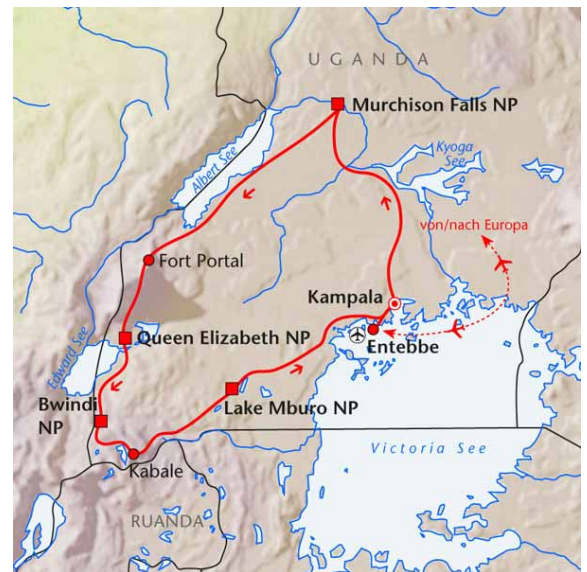 UGANDA
Murchison Falls NP
Albert See
Kyoga
See
von/nach Europa
Fort Portal
Kampala
Entebbe
Queen Elizabeth NP
Edward See
Bwindi
NP
Lake Mburo NP
Kabale
Victoria See
RUANDA